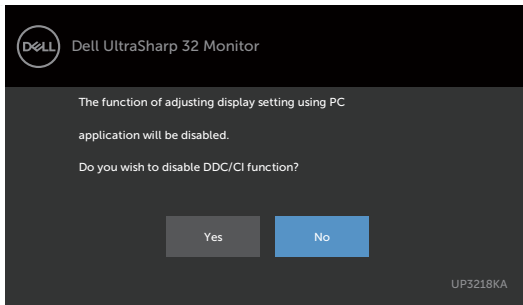 DELL
Dell UltraSharp 32 Monitor
The function of adjusting display setting using PC
application will be disabled.
Do you wish to disable DDC/CI function?
Yes
No
UP3218KA